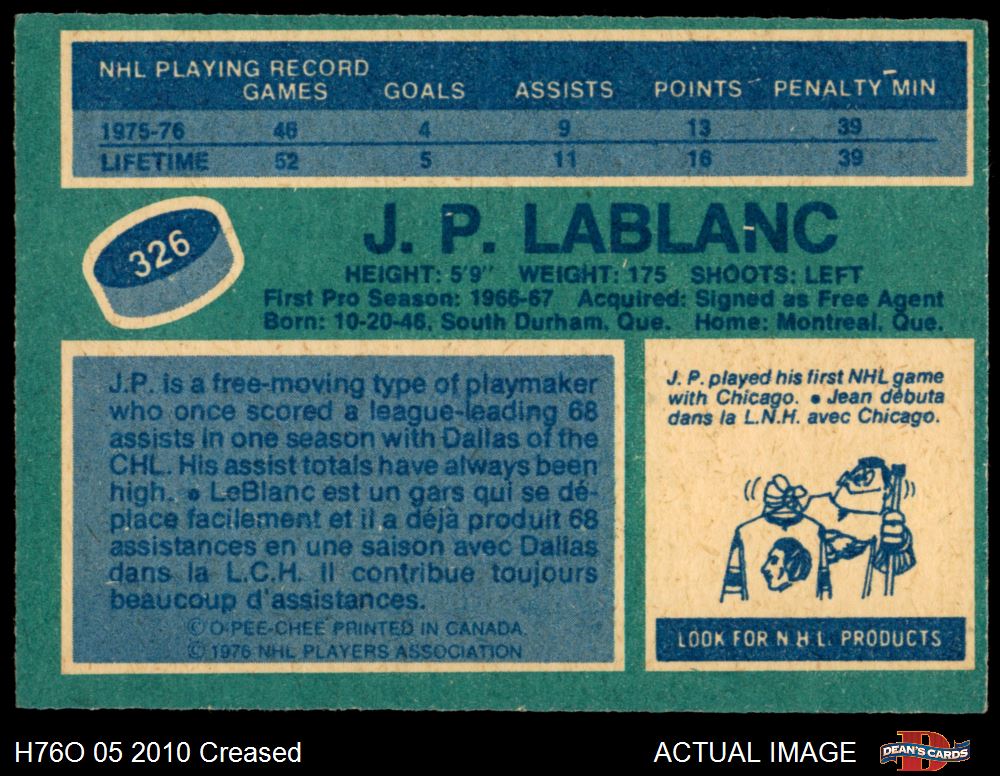 NHL PLAYING RECORD
GAMES GOALS ASSISTS POINTS PENALTY MIN
1975-76 46 4 9 13 39
LIFETIME 52 5 11 16 39
326
J. P. LABLANC
HEIGHT: 5'9" WEIGHT: 175 SHOOTS: LEFT
First Pro Season: 1966-67 Acquired: Signed as Free Agent
Born: 10-20-46, South Durham, Que. Home: Montreal, Que.
J.P. is a free-moving type of playmaker
who once scored a league-leading 68
assists in one season with Dallas of the
CHL. His assist totals have always been
high. • LeBlanc est un gars qui se dé-
place facilement et il a déjà produit 68
assistances en une saison avec Dallas
dans la L.C.H. Il contribue toujours
beaucoup d'assistances.
© O-PEE-CHEE PRINTED IN CANADA.
© 1976 NHL PLAYERS ASSOCIATION
J. P. played his first NHL game
with Chicago. • Jean débuta
dans la L.N.H. avec Chicago.
LOOK FOR N H L PRODUCTS
H76O 05 2010 Creased
ACTUAL IMAGE
D
DEAN'S CARDS